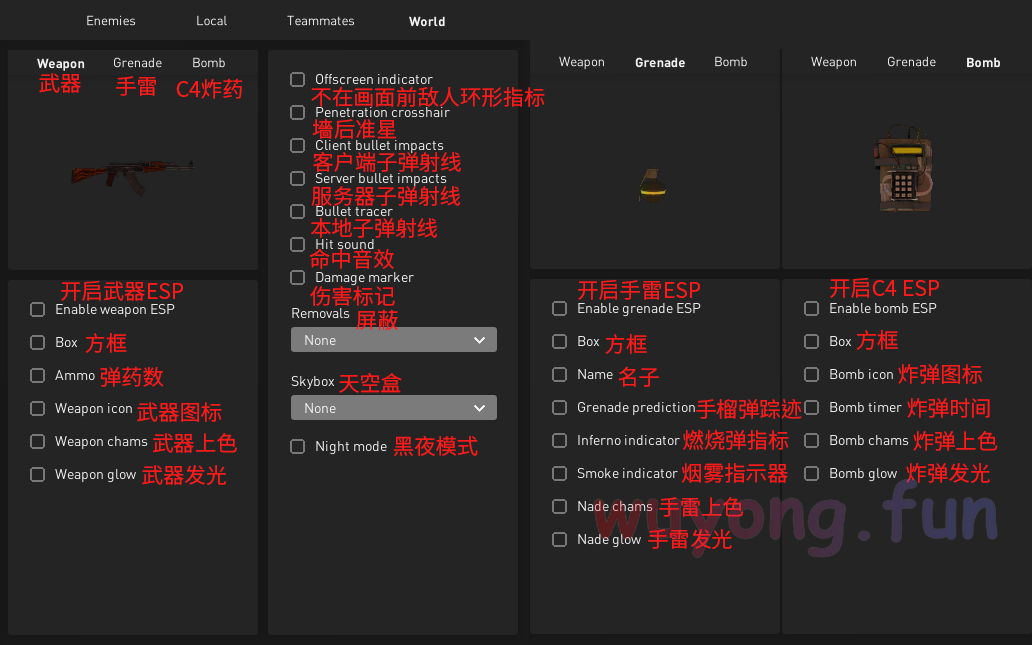 Enemies Local Teammates World
Weapon Grenade Bomb
武器 手雷 C4炸药
开启武器ESP
Enable weapon ESP
Box 方框
Ammo 弹药数
Weapon icon 武器图标
Weapon chams 武器上色
Weapon glow 武器发光
Offscreen indicator
不在画面前敌人环形指标
Penetration crosshair
墙后准星
Client bullet impacts
客户端子弹射线
Server bullet impacts
服务器子弹射线
Bullet tracer
本地子弹射线
Hit sound
命中音效
Damage marker
伤害标记
Removals 屏蔽
None
Skybox 天空盒
None
Night mode 黑夜模式
Weapon Grenade Bomb
开启手雷ESP
Enable grenade ESP
Box 方框
Name 名子
Grenade prediction 手榴弹踪迹
Inferno indicator 燃烧弹指标
Smoke indicator 烟雾指示器
Nade chams 手雷上色
Nade glow 手雷发光
Weapon Grenade Bomb
开启C4 ESP
Enable bomb ESP
Box 方框
Bomb icon 炸弹图标
Bomb timer 炸弹时间
Bomb chams 炸弹上色
Bomb glow 炸弹发光
wuyong.fun